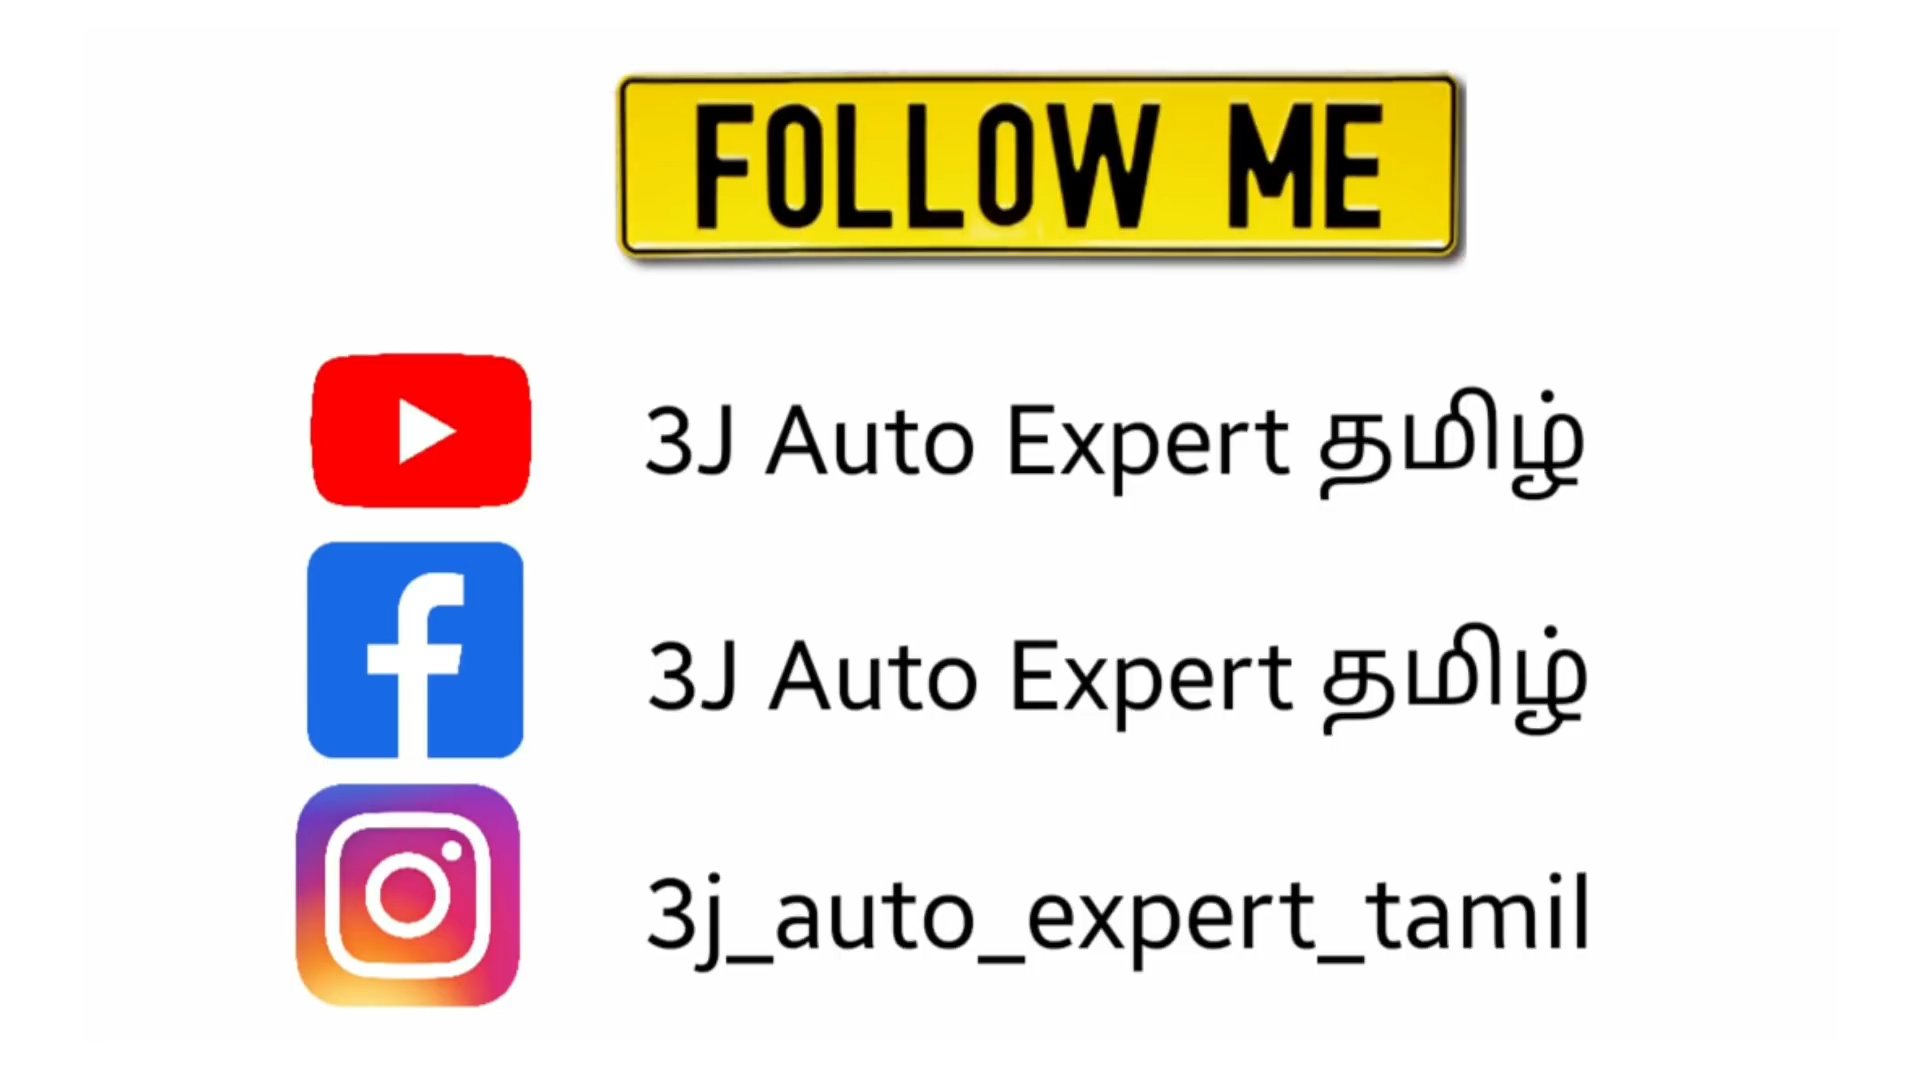 FOLLOW ME
3J Auto Expert தமிழ்
3J Auto Expert தமிழ்
3j_auto_expert_tamil